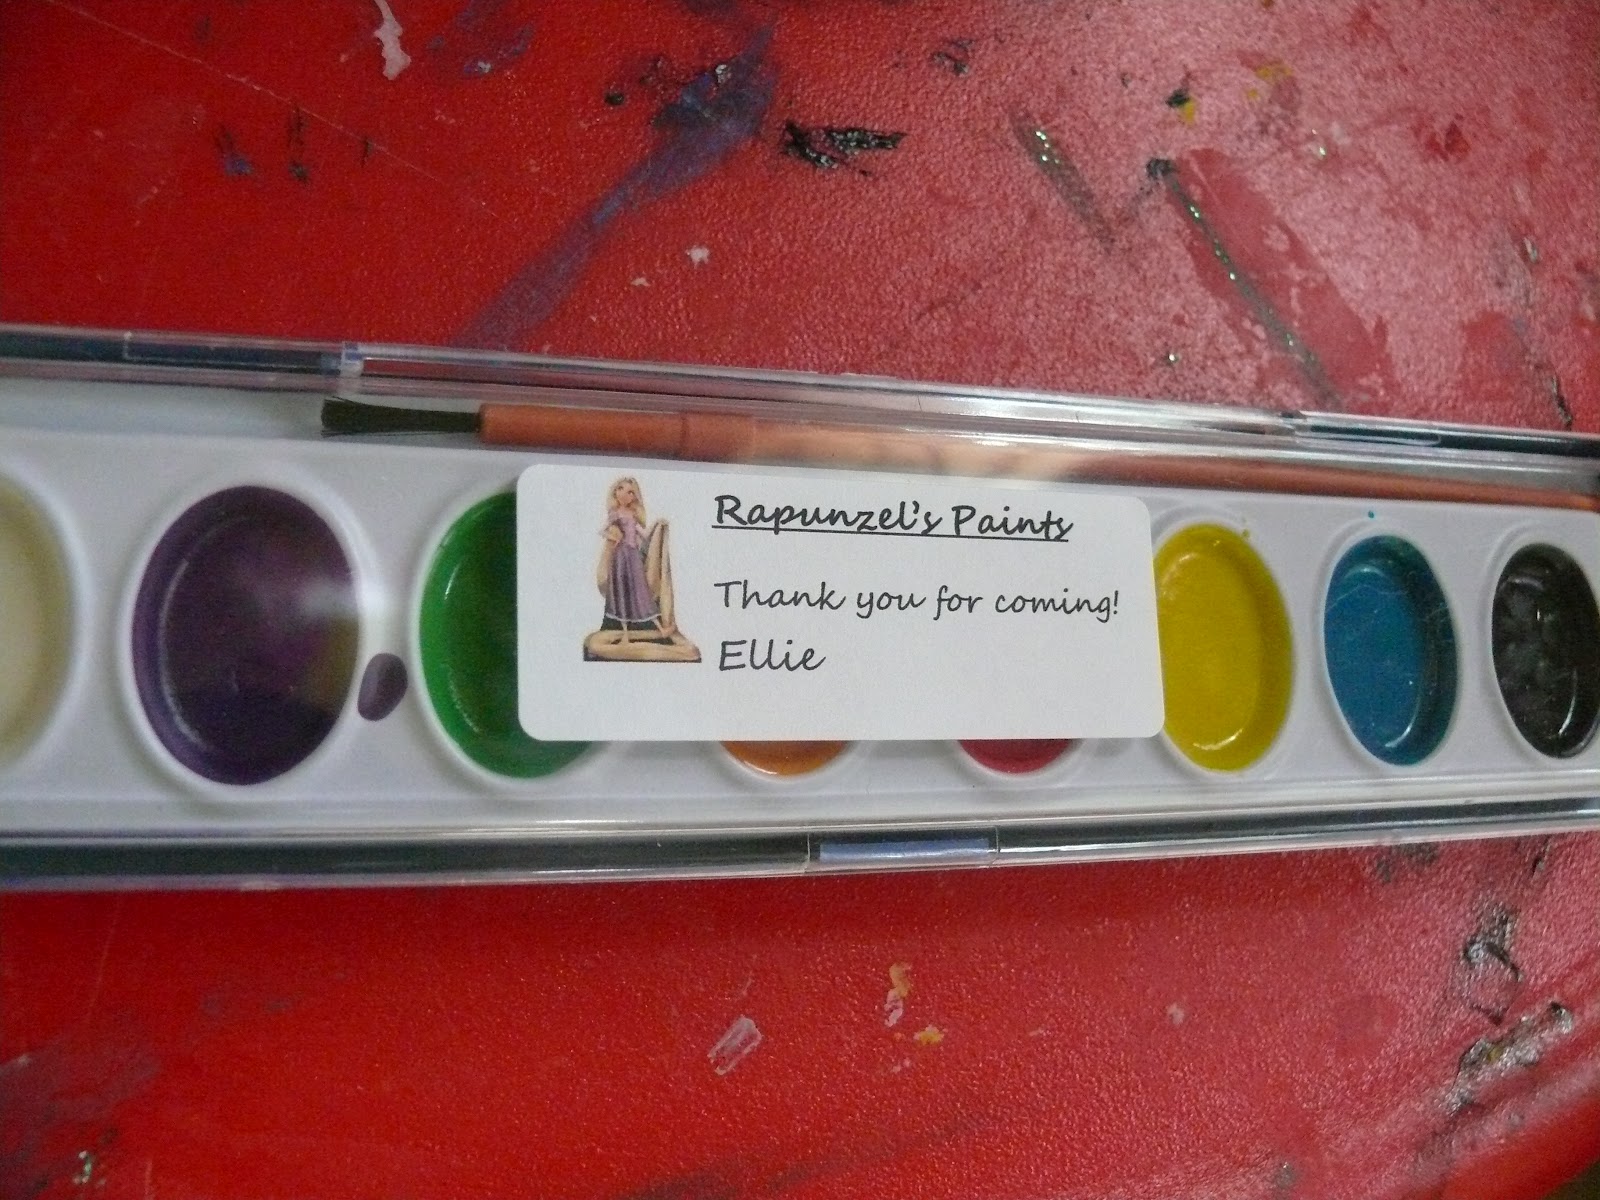 Rapunzel's Paints
Thank you for coming!
Ellie